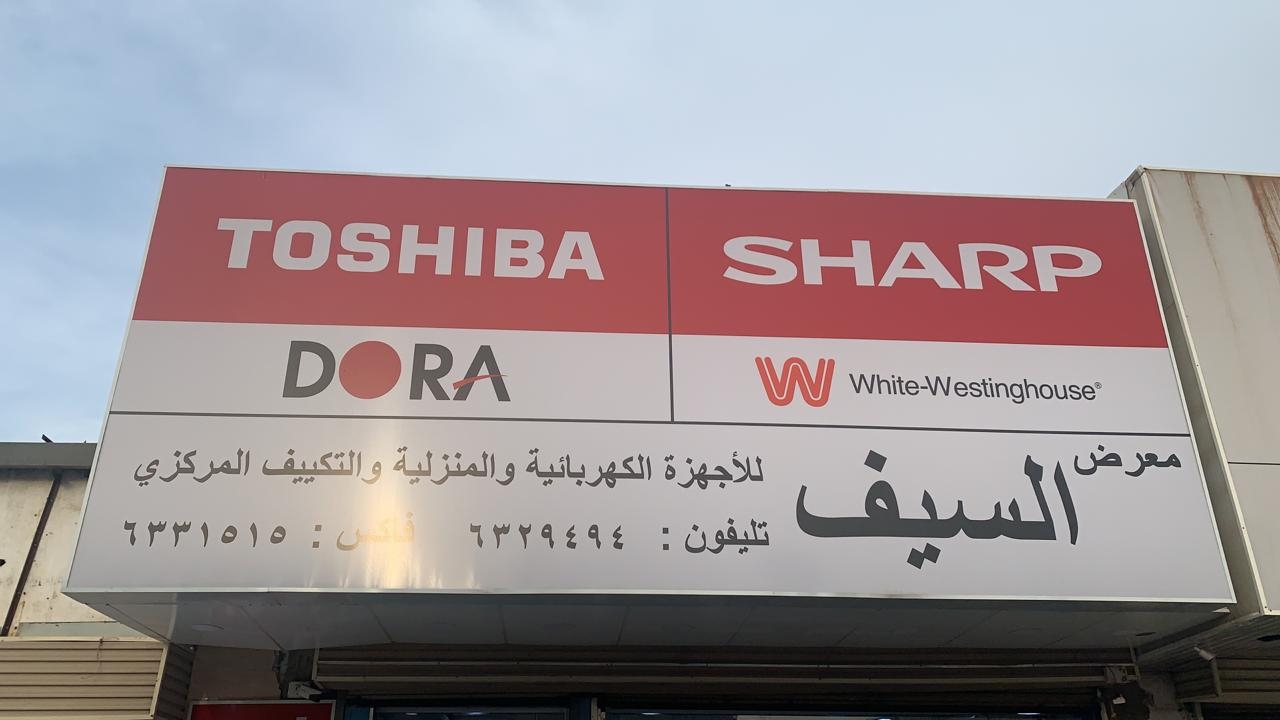 TOSHIBA
SHARP
DORA
White-Westinghouse®
معرض السيف
للأجهزة الكهربائية والمنزلية والتكييف المركزي
تليفون : ٦٣٢٩٤٩٤ فاكس : ٦٣٣١٥١٥